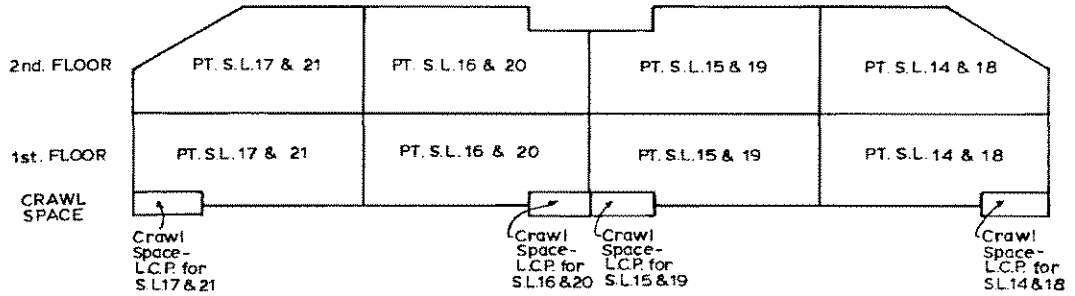 2nd. FLOOR
PT. S.L.17 & 21
PT. S.L.16 & 20
PT. S.L.15 & 19
PT. S.L.14 & 18
1st. FLOOR
PT. S.L.17 & 21
PT. S.L.16 & 20
PT. S.L.15 & 19
PT. S.L.14 & 18
CRAWL
SPACE
Crawl
Space-
L.C.P. for
S.L.17 & 21
Crawl
Space-
L.C.P. for
S.L.16 & 20
Crawl
Space-
L.C.P. for
S.L.15 & 19
Crawl
Space-
L.C.P. for
S.L.14 & 18